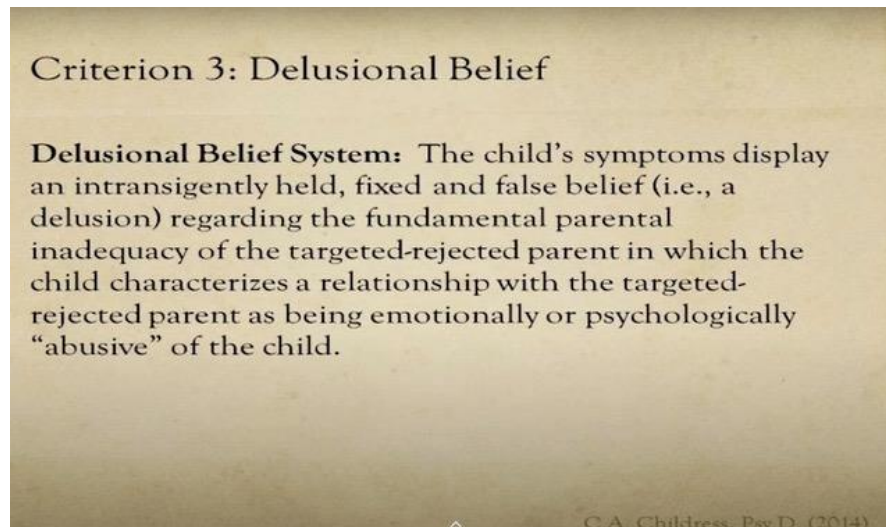 Criterion 3: Delusional Belief
Delusional Belief System: The child's symptoms display
an intransigently held, fixed and false belief (i.e., a
delusion) regarding the fundamental parental
inadequacy of the targeted-rejected parent in which the
child characterizes a relationship with the targeted-
rejected parent as being emotionally or psychologically
“abusive” of the child.
C.A. Childress, Psy.D. (2014)